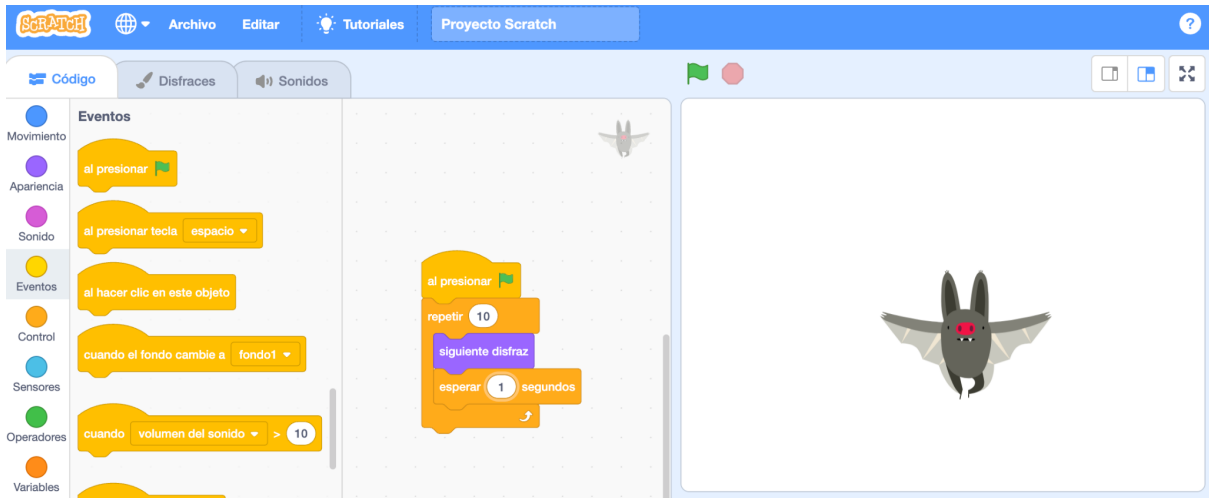 SCRATCH Archivo Editar Tutoriales Proyecto Scratch ?
Código Disfraces Sonidos
Movimiento
Apariencia
Sonido
Eventos
Control
Sensores
Operadores
Variables
Eventos
al presionar
al presionar tecla espacio
al hacer clic en este objeto
cuando el fondo cambie a fondo1
cuando volumen del sonido > 10
al presionar
repetir 10
siguiente disfraz
esperar 1 segundos